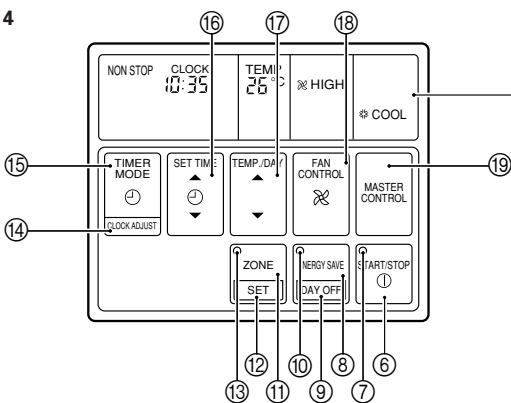 4
⑯ ⑰ ⑱
NON STOP CLOCK 10:35 TEMP 26 °C HIGH
COOL
⑮ TIMER MODE SET TIME TEMP./DAY FAN CONTROL MASTER CONTROL ⑲
⑭ CLOCK ADJUST
ZONE NERGY SAVE START/STOP
SET DAY OFF
⑬ ⑫ ⑪ ⑩ ⑨ ⑧ ⑦ ⑥